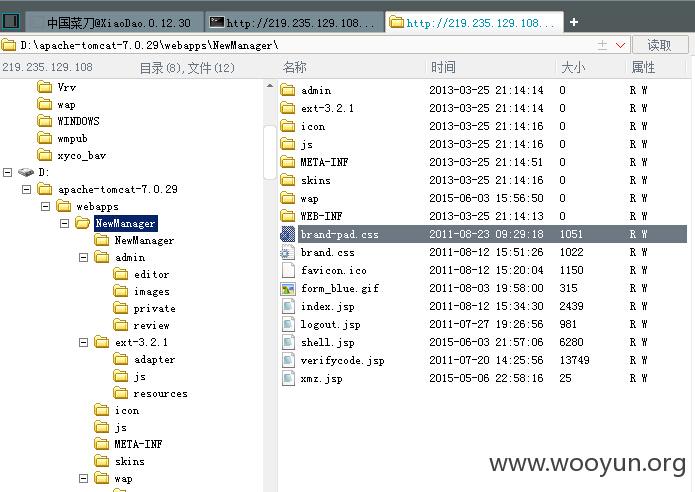 中国菜刀@XiaoDao.0.12.30 http://219.235.129.108... http://219.235.129.108... +
D:\apache-tomcat-7.0.29\webapps\NewManager\ 读取
219.235.129.108 目录(8),文件(12) 名称 时间 大小 属性
Vrv
wap
WINDOWS
wmpub
xyco_bav
D:
apache-tomcat-7.0.29
webapps
NewManager
NewManager
admin
editor
images
private
review
ext-3.2.1
adapter
js
resources
icon
js
META-INF
skins
wap
admin 2013-03-25 21:14:14 0 R W
ext-3.2.1 2013-03-25 21:14:14 0 R W
icon 2013-03-25 21:14:16 0 R W
js 2013-03-25 21:14:16 0 R W
META-INF 2013-03-25 21:14:51 0 R W
skins 2013-03-25 21:14:16 0 R W
wap 2015-06-03 15:56:50 0 R W
WEB-INF 2013-03-25 21:14:13 0 R W
brand-pad.css 2011-08-23 09:29:18 1051 R W
brand.css 2011-08-12 15:51:26 1022 R W
favicon.ico 2011-08-12 15:20:04 1150 R W
form_blue.gif 2011-08-03 19:58:00 315 R W
index.jsp 2011-08-12 15:34:30 2439 R W
logout.jsp 2011-07-27 19:26:56 981 R W
shell.jsp 2015-06-03 21:57:06 6280 R W
verifycode.jsp 2011-07-20 14:25:56 13749 R W
xmz.jsp 2015-05-06 22:58:16 25 R W
www.wooyun.org